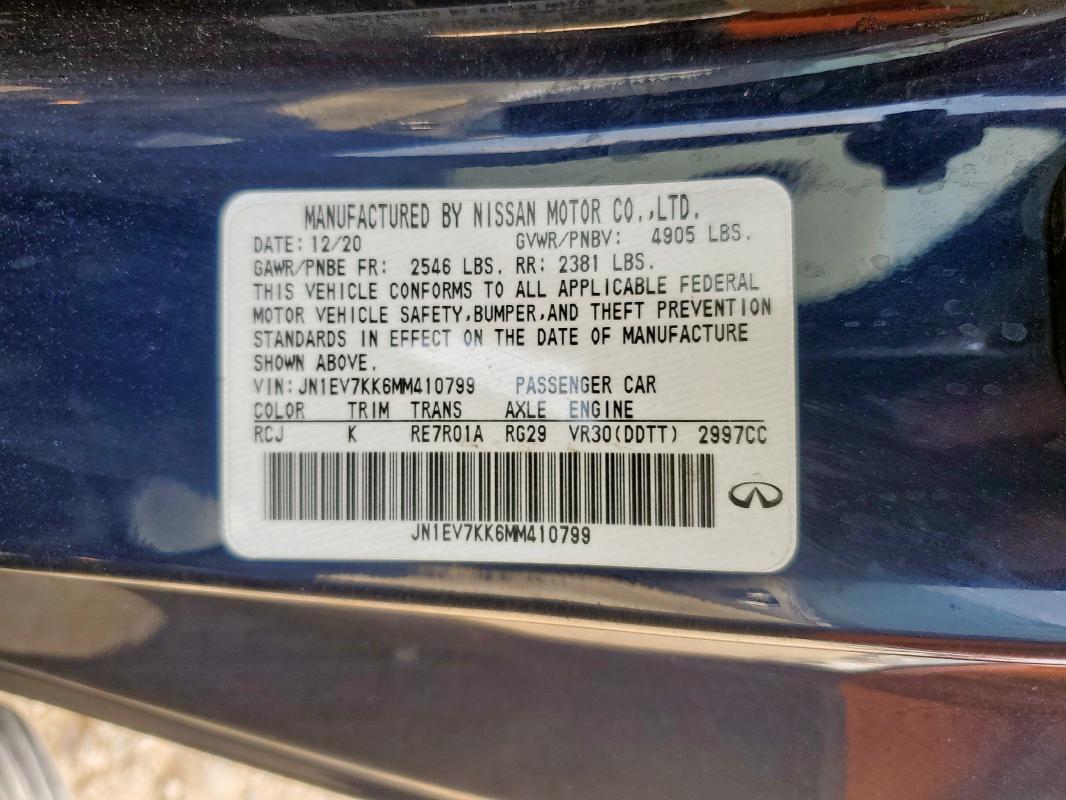 MANUFACTURED BY NISSAN MOTOR CO.,LTD.
DATE: 12/20 GVWR/PNBV: 4905 LBS.
GAWR/PNBE FR: 2546 LBS. RR: 2381 LBS.
THIS VEHICLE CONFORMS TO ALL APPLICABLE FEDERAL
MOTOR VEHICLE SAFETY,BUMPER,AND THEFT PREVENTION
STANDARDS IN EFFECT ON THE DATE OF MANUFACTURE
SHOWN ABOVE.
VIN:JN1EV7KK6MM410799 PASSENGER CAR
COLOR TRIM TRANS AXLE ENGINE
RCJ K RE7R01A RG29 VR30(DDTT) 2997CC
JN1EV7KK6MM410799